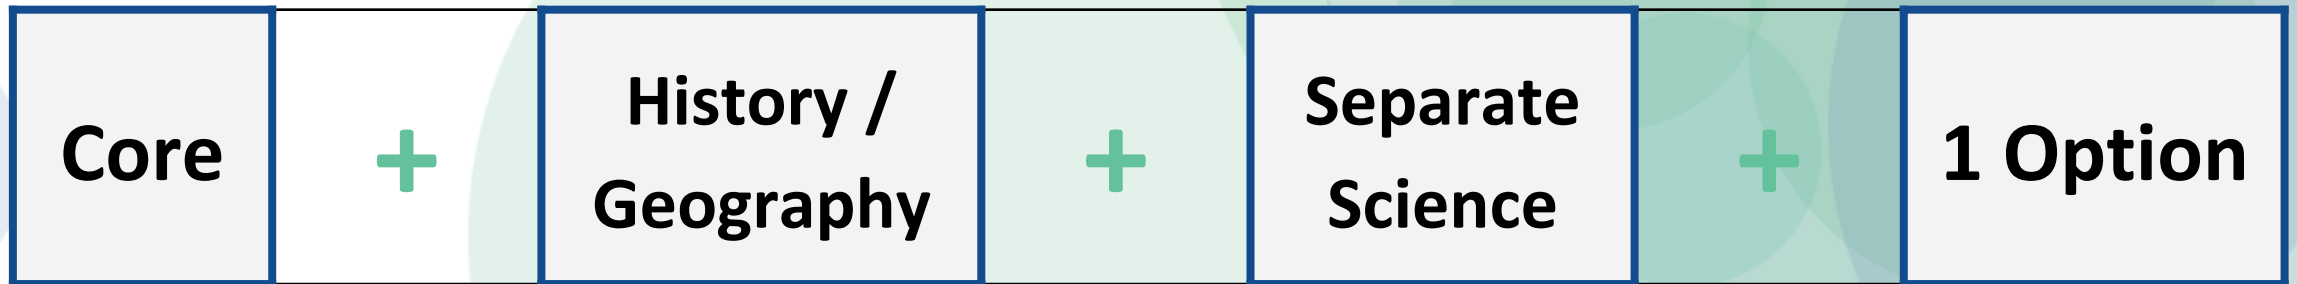 Core
+
History /
Geography
+
Separate
Science
+
1 Option